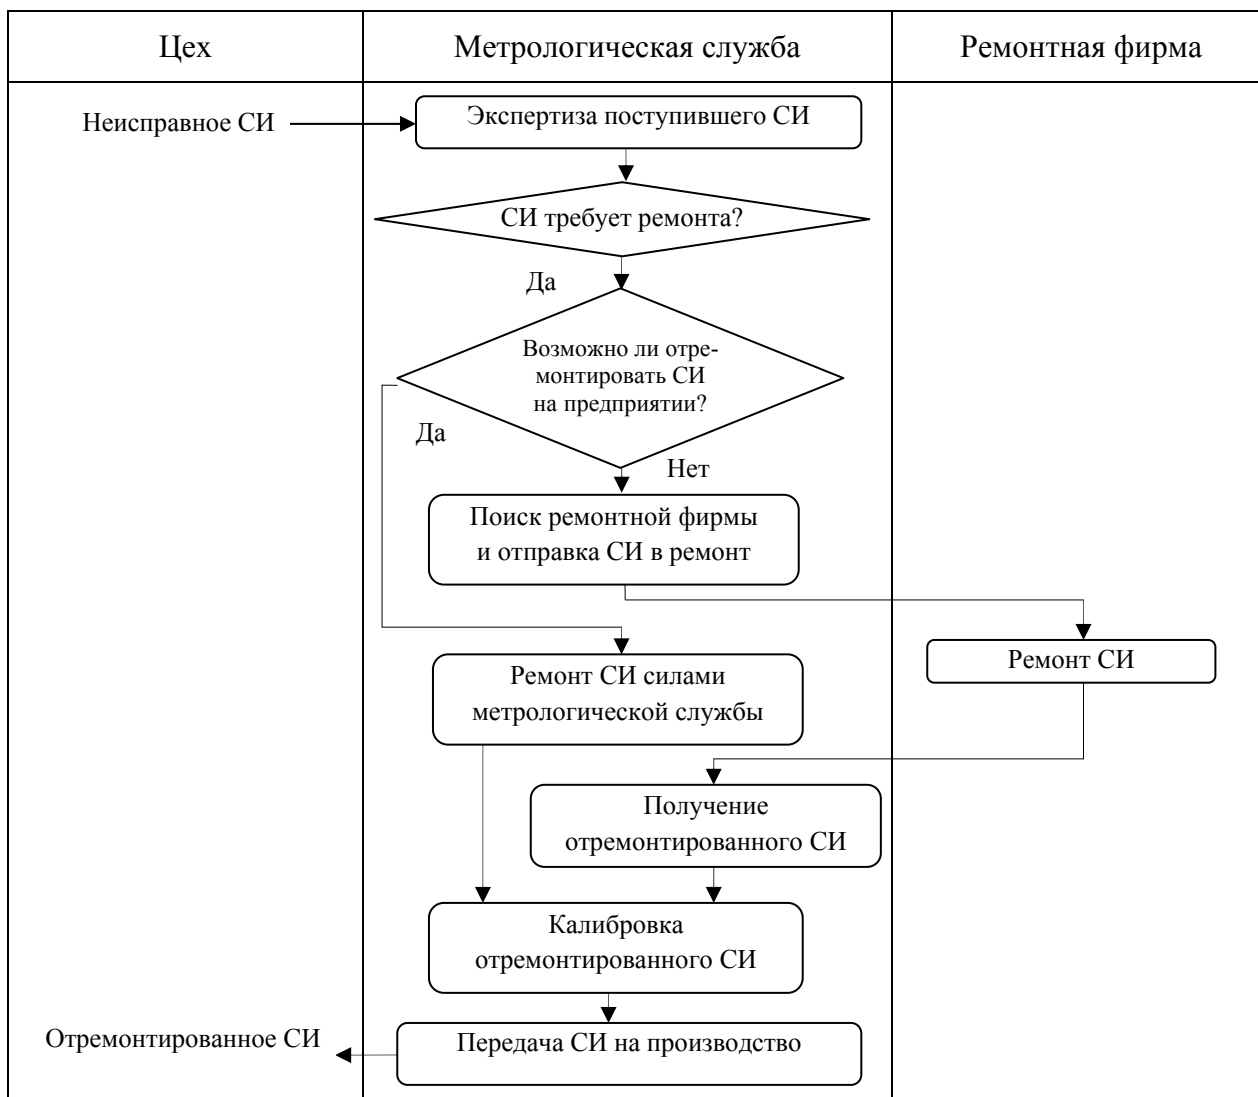 Цех
Метрологическая служба
Ремонтная фирма
Неисправное СИ
Экспертиза поступившего СИ
СИ требует ремонта?
Да
Возможно ли отре-
монтировать СИ
на предприятии?
Да
Нет
Поиск ремонтной фирмы
и отправка СИ в ремонт
Ремонт СИ
Ремонт СИ силами
метрологической службы
Получение
отремонтированного СИ
Калибровка
отремонтированного СИ
Отремонтированное СИ
Передача СИ на производство